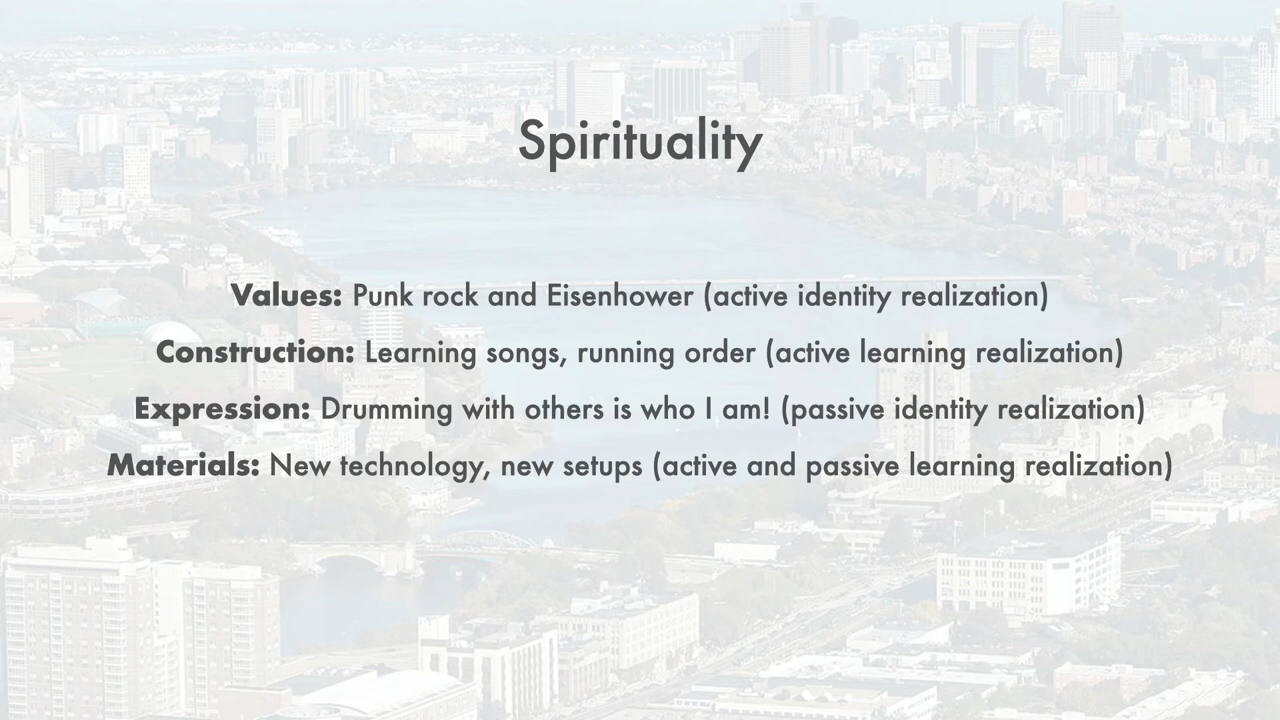 Spirituality
Values: Punk rock and Eisenhower (active identity realization)
Construction: Learning songs, running order (active learning realization)
Expression: Drumming with others is who I am! (passive identity realization)
Materials: New technology, new setups (active and passive learning realization)